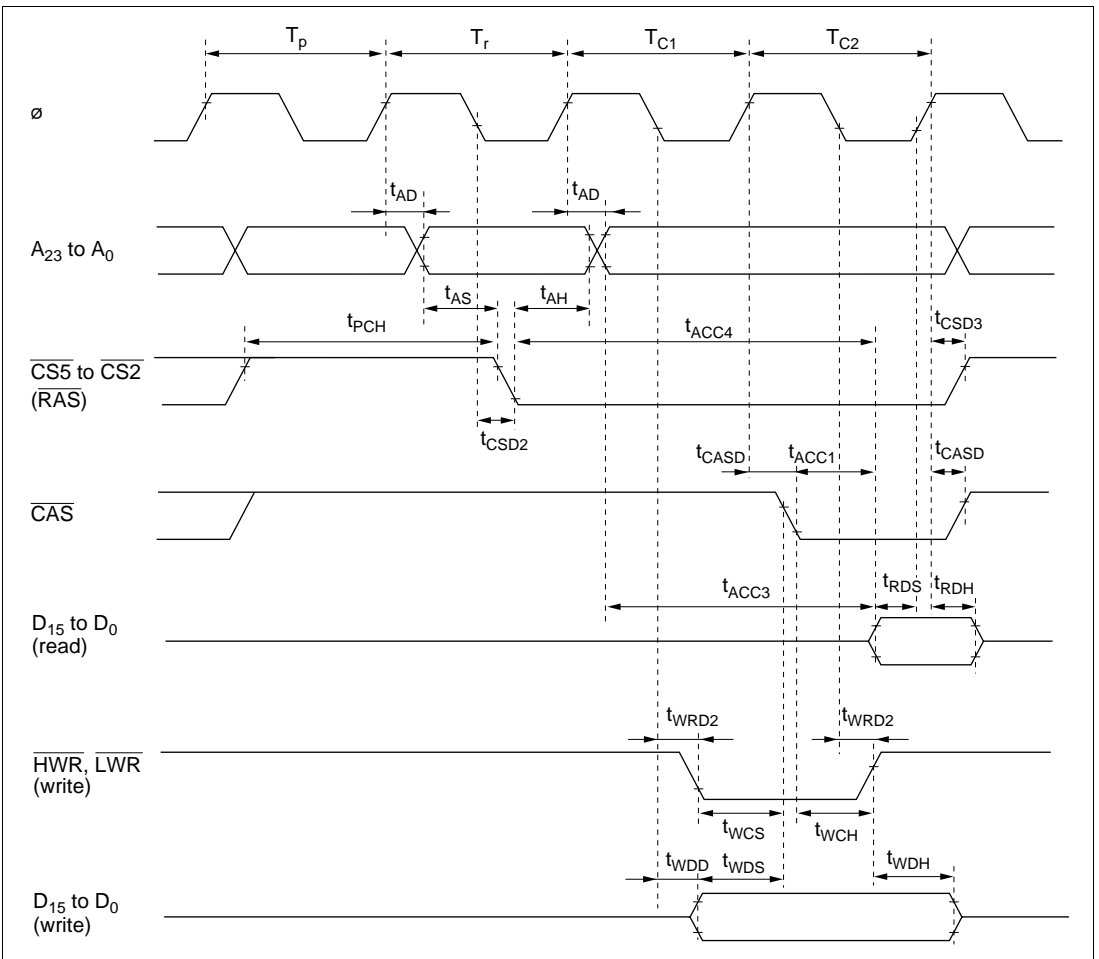 Tp Tr TC1 TC2
ø
tAD tAD
A23 to A0
tAS tAH
tPCH tACC4 tCSD3
CS5 to CS2
(RAS)
tCSD2
tCASD tACC1 tCASD
CAS
tACC3 tRDS tRDH
D15 to D0
(read)
tWRD2 tWRD2
HWR, LWR
(write)
tWCS tWCH
tWDD tWDS tWDH
D15 to D0
(write)